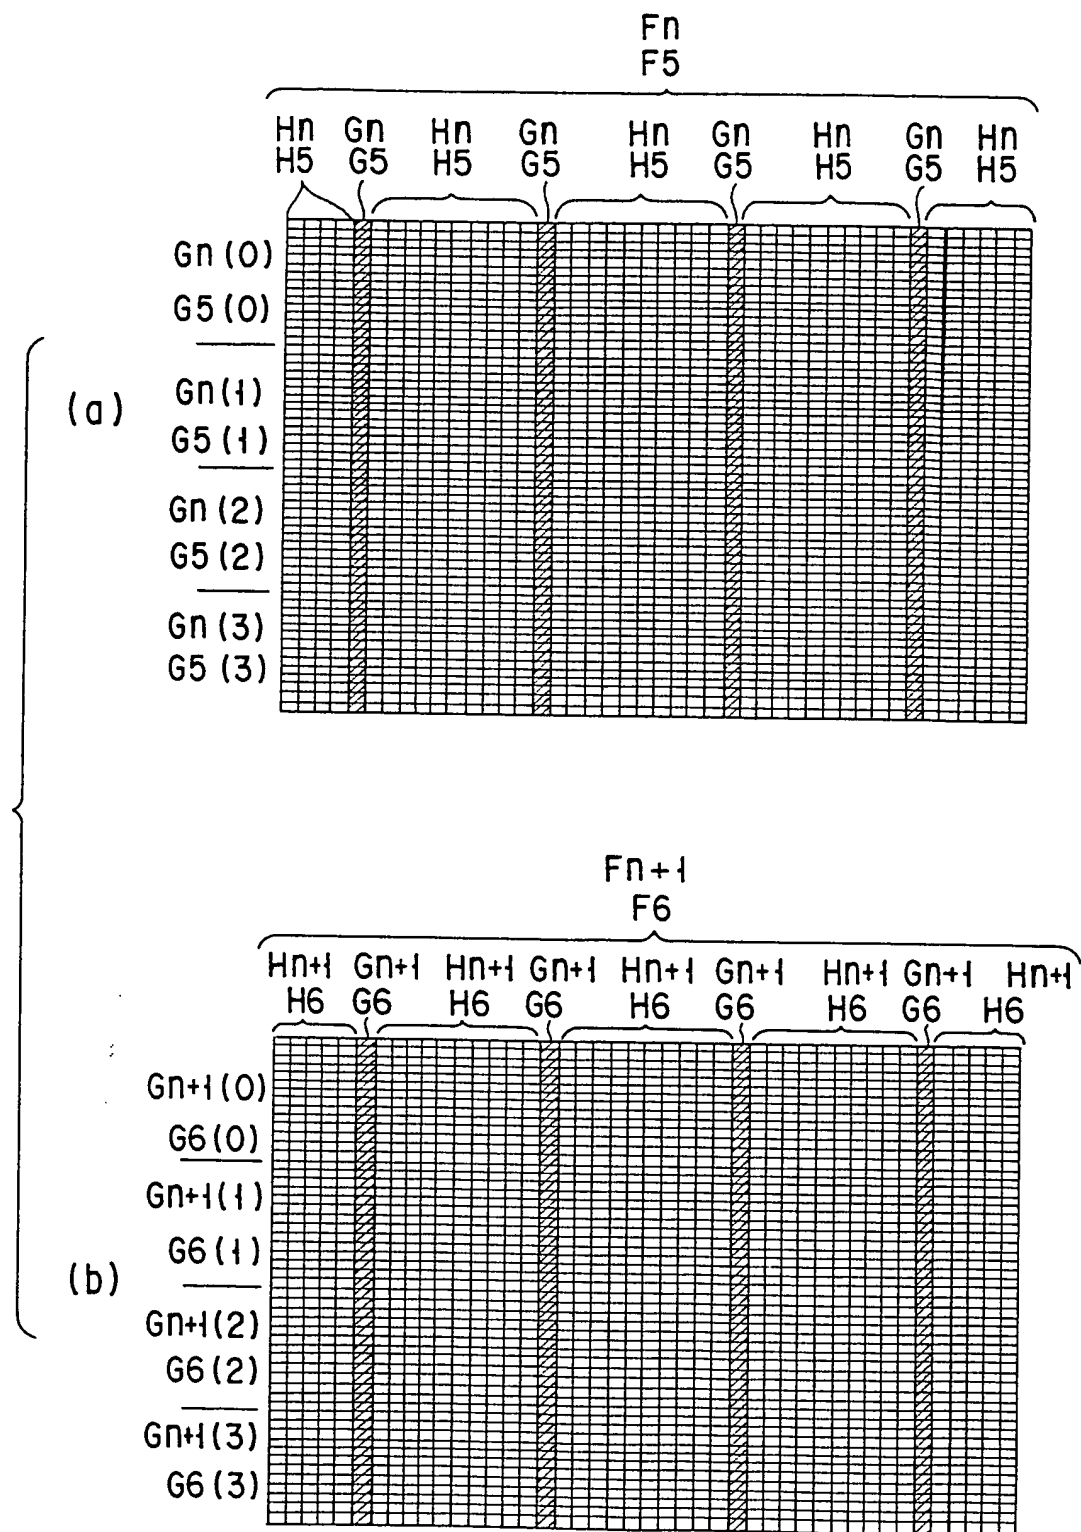 Fn
F5
Hn Gn Hn Gn Hn Gn Hn Gn Hn
H5 G5 H5 G5 H5 G5 H5 G5 H5
Gn (0)
G5 (0)
(a)
Gn (1)
G5 (1)
Gn (2)
G5 (2)
Gn (3)
G5 (3)
Fn+1
F6
Hn+1 Gn+1 Hn+1 Gn+1 Hn+1 Gn+1 Hn+1 Gn+1 Hn+1
H6 G6 H6 G6 H6 G6 H6 G6 H6
Gn+1(0)
G6 (0)
Gn+1(1)
G6 (1)
(b)
Gn+1(2)
G6 (2)
Gn+1(3)
G6 (3)